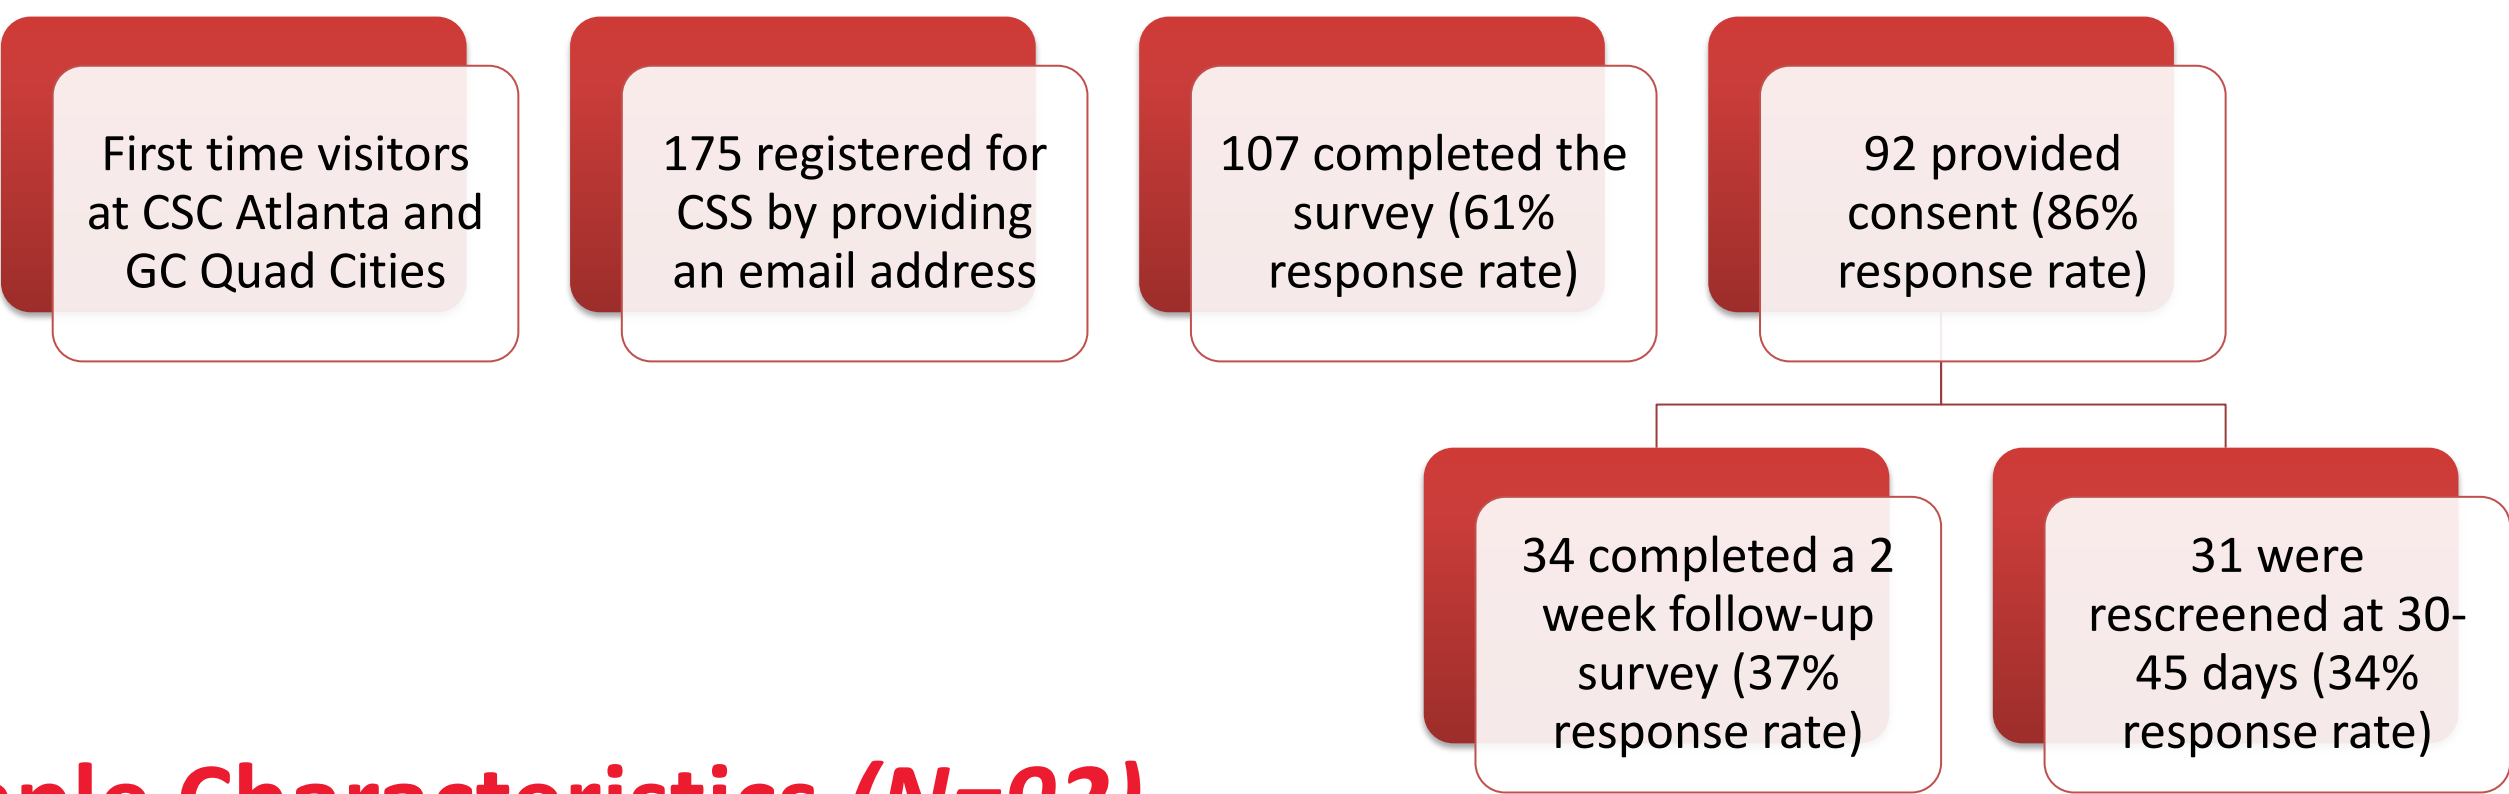 First time visitors
at CSC Atlanta and
GC Quad Cities
175 registered for
CSS by providing
an email address
107 completed the
survey (61%
response rate)
92 provided
consent (86%
response rate)
34 completed a 2
week follow-up
survey (37%
response rate)
31 were
rescreened at 30-
45 days (34%
response rate)
Characteristics (N=92)